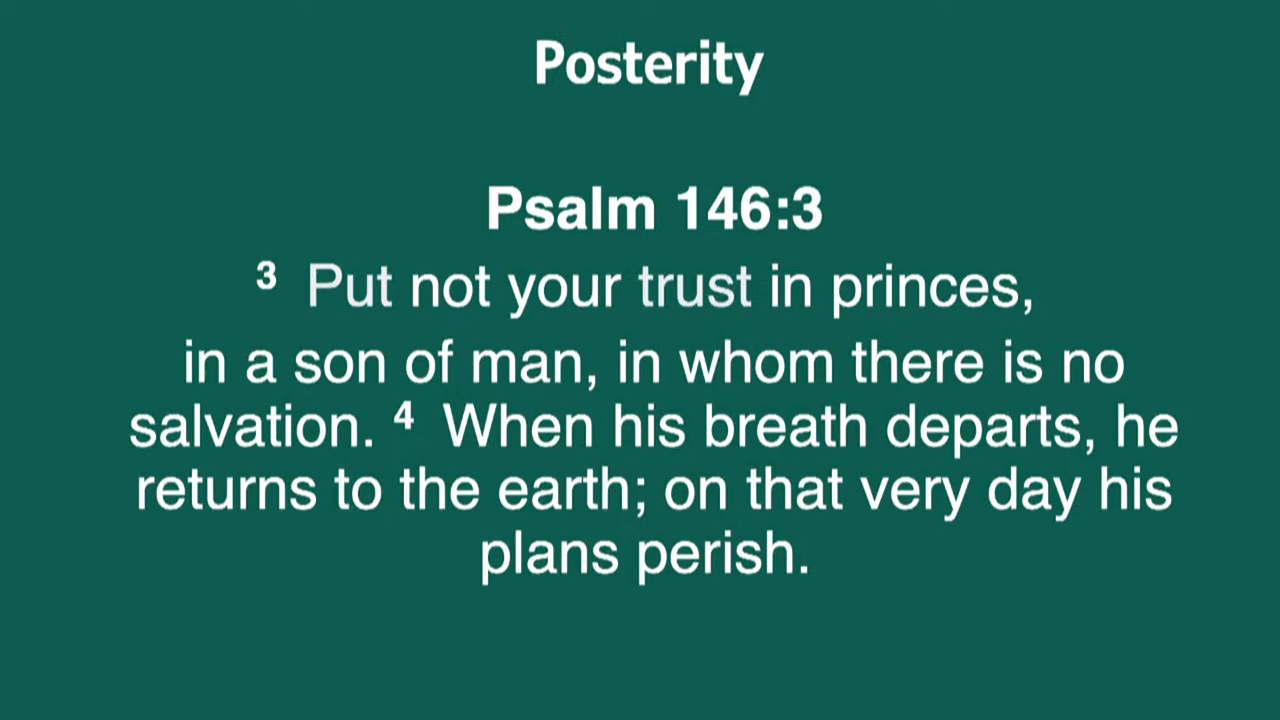 Posterity
Psalm 146:3
3 Put not your trust in princes,
in a son of man, in whom there is no
salvation. 4 When his breath departs, he
returns to the earth; on that very day his
plans perish.